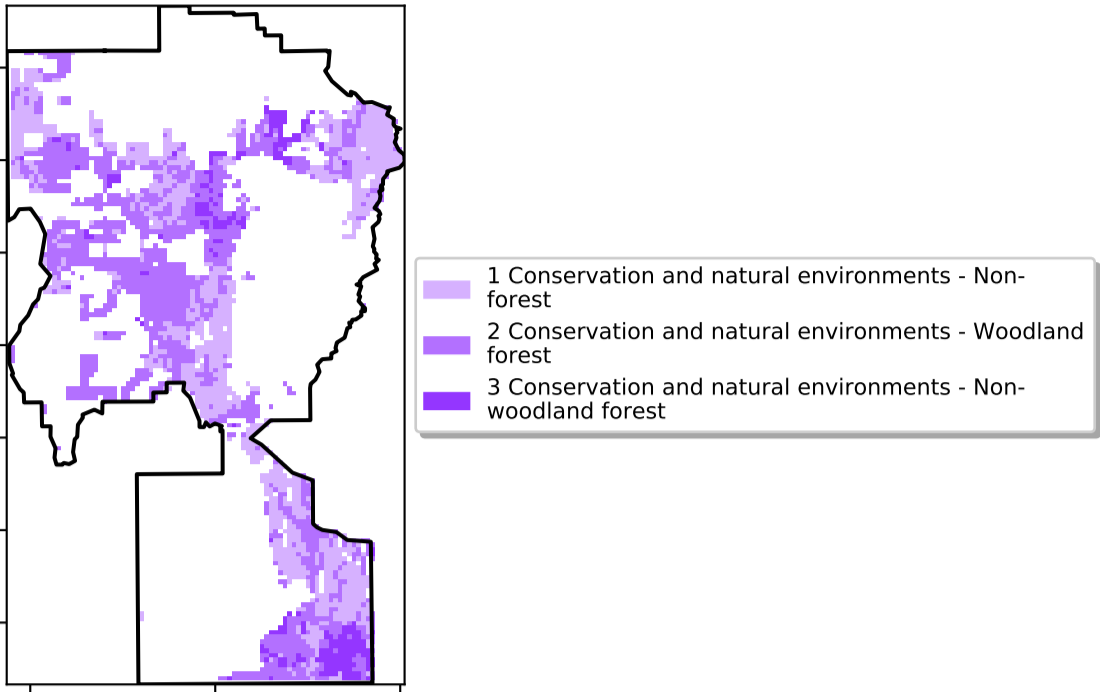 1 Conservation and natural environments - Non-
forest
2 Conservation and natural environments - Woodland
forest
3 Conservation and natural environments - Non-
woodland forest